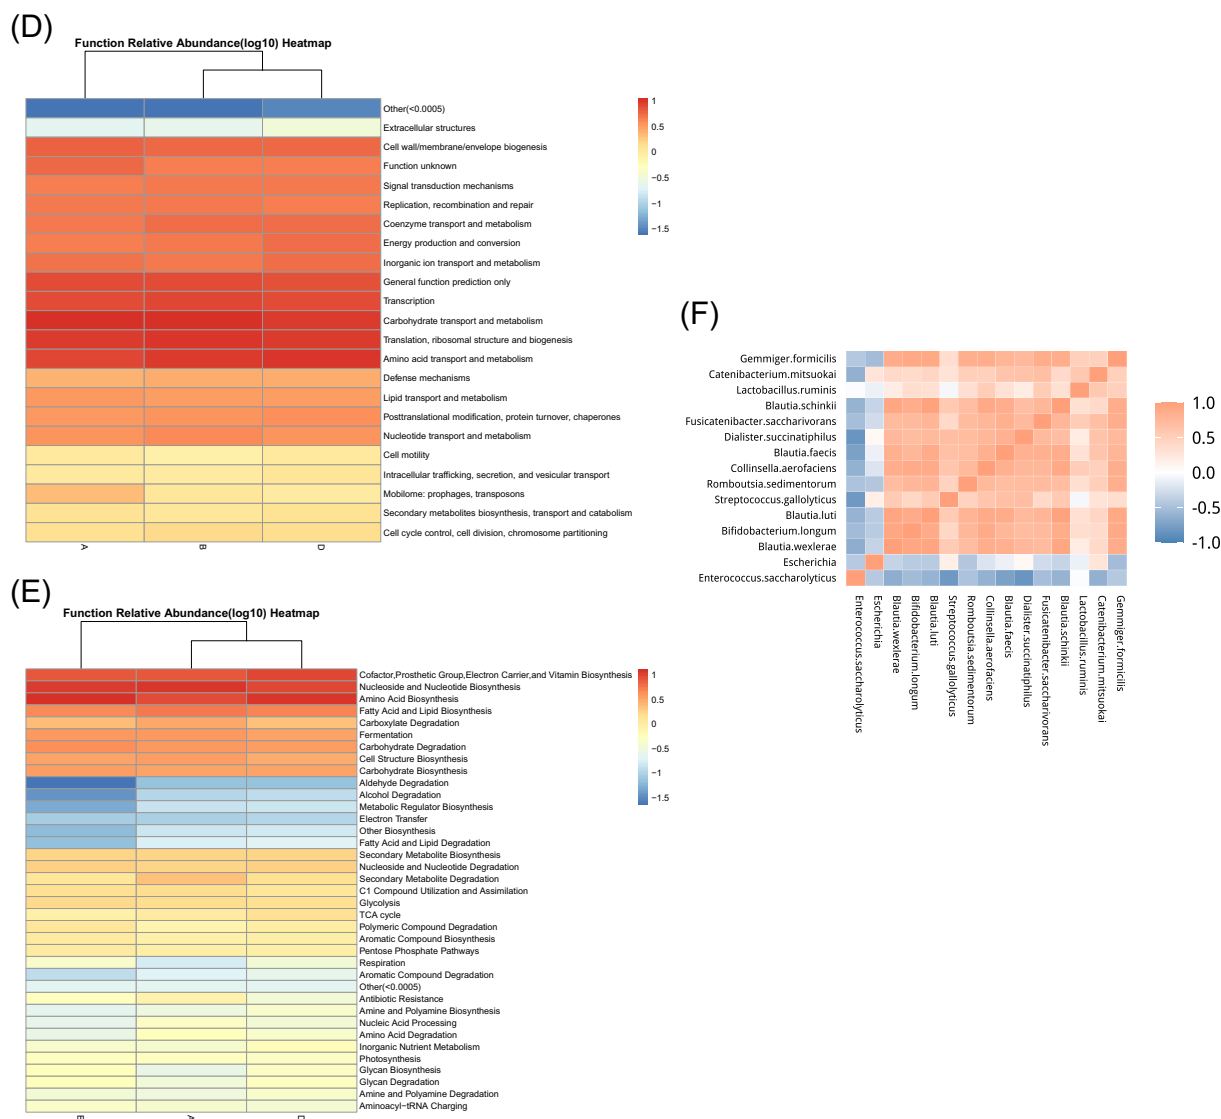 (D)
Function Relative Abundance(log10) Heatmap
Other(<0.0005)
Extracellular structures
Cell wall/membrane/envelope biogenesis
Function unknown
Signal transduction mechanisms
Replication, recombination and repair
Coenzyme transport and metabolism
Energy production and conversion
Inorganic ion transport and metabolism
General function prediction only
Transcription
Carbohydrate transport and metabolism
Translation, ribosomal structure and biogenesis
Amino acid transport and metabolism
Defense mechanisms
Lipid transport and metabolism
Posttranslational modification, protein turnover, chaperones
Nucleotide transport and metabolism
Cell motility
Intracellular trafficking, secretion, and vesicular transport
Mobilome: prophages, transposons
Secondary metabolites biosynthesis, transport and catabolism
Cell cycle control, cell division, chromosome partitioning
A
B
D
1
0.5
0
−0.5
−1
−1.5
(E)
Function Relative Abundance(log10) Heatmap
Cofactor,Prosthetic Group,Electron Carrier,and Vitamin Biosynthesis
Nucleoside and Nucleotide Biosynthesis
Amino Acid Biosynthesis
Fatty Acid and Lipid Biosynthesis
Carboxylate Degradation
Fermentation
Carbohydrate Degradation
Cell Structure Biosynthesis
Carbohydrate Biosynthesis
Aldehyde Degradation
Alcohol Degradation
Metabolic Regulator Biosynthesis
Electron Transfer
Other Biosynthesis
Fatty Acid and Lipid Degradation
Secondary Metabolite Biosynthesis
Nucleoside and Nucleotide Degradation
Secondary Metabolite Degradation
C1 Compound Utilization and Assimilation
Glycolysis
TCA cycle
Polymeric Compound Degradation
Aromatic Compound Biosynthesis
Pentose Phosphate Pathways
Respiration
Aromatic Compound Degradation
Other(<0.0005)
Antibiotic Resistance
Amine and Polyamine Biosynthesis
Nucleic Acid Processing
Amino Acid Degradation
Inorganic Nutrient Metabolism
Photosynthesis
Glycan Biosynthesis
Glycan Degradation
Amine and Polyamine Degradation
Aminoacyl−tRNA Charging
B
A
D
1
0.5
0
−0.5
−1
−1.5
(F)
Gemmiger.formicilis
Catenibacterium.mitsuokai
Lactobacillus.ruminis
Blautia.schinkii
Fusicatenibacter.saccharivorans
Dialister.succinatiphilus
Blautia.faecis
Collinsella.aerofaciens
Romboutsia.sedimentorum
Streptococcus.gallolyticus
Blautia.luti
Bifidobacterium.longum
Blautia.wexlerae
Escherichia
Enterococcus.saccharolyticus
Enterococcus.saccharolyticus
Escherichia
Blautia.wexlerae
Bifidobacterium.longum
Blautia.luti
Streptococcus.gallolyticus
Romboutsia.sedimentorum
Collinsella.aerofaciens
Blautia.faecis
Dialister.succinatiphilus
Fusicatenibacter.saccharivorans
Blautia.schinkii
Lactobacillus.ruminis
Catenibacterium.mitsuokai
Gemmiger.formicilis
1.0
0.5
0.0
-0.5
-1.0